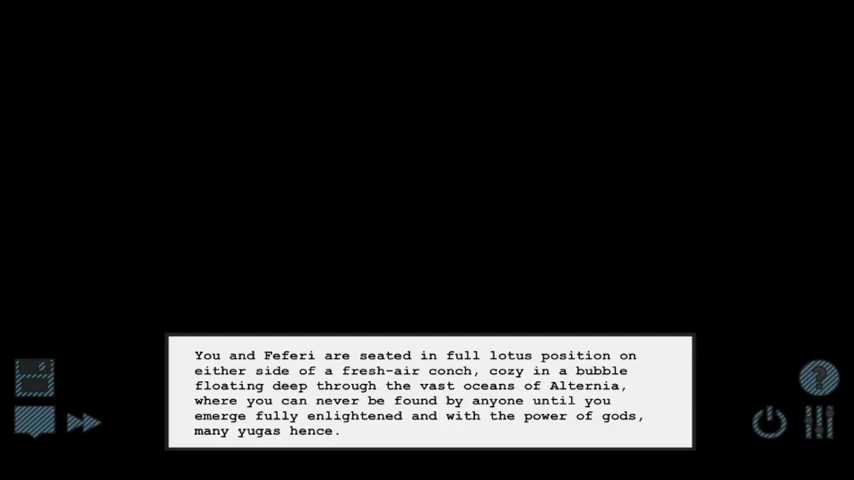 You and Feferi are seated in full lotus position on
either side of a fresh-air conch, cozy in a bubble
floating deep through the vast oceans of Alternia,
where you can never be found by anyone until you
emerge fully enlightened and with the power of gods,
many yugas hence.
?